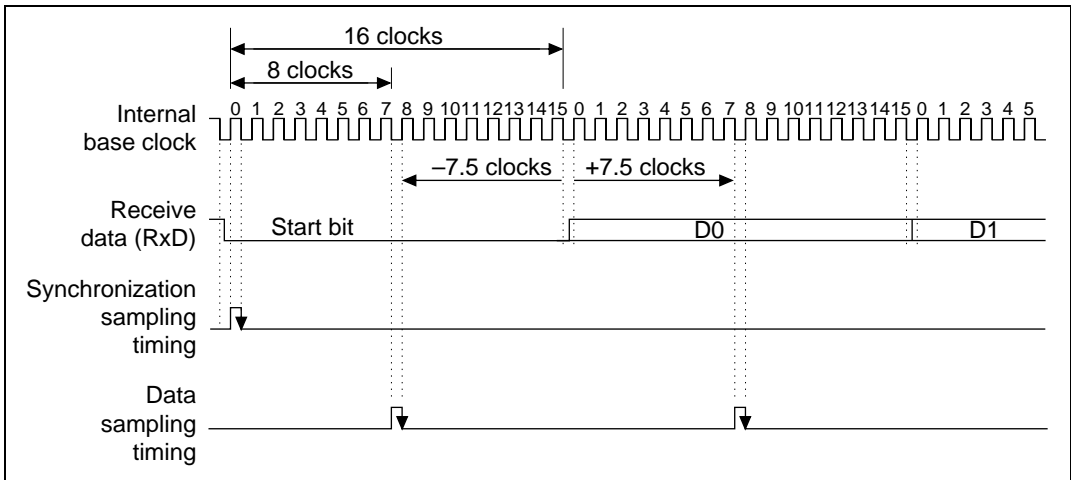 16 clocks
8 clocks
Internal
base clock
0 1 2 3 4 5 6 7 8 9 10 11 12 13 14 15 0 1 2 3 4 5 6 7 8 9 10 11 12 13 14 15 0 1 2 3 4 5
–7.5 clocks +7.5 clocks
Receive
data (RxD)
Start bit D0 D1
Synchronization
sampling
timing
Data
sampling
timing